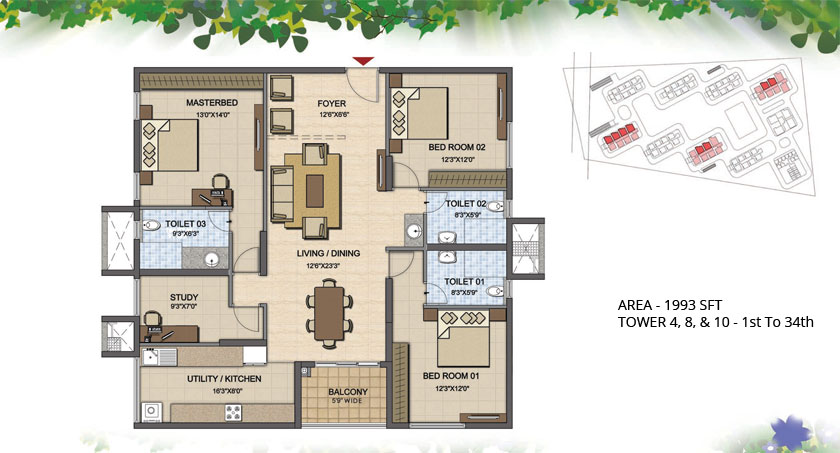 MASTERBED
13'0"X14'0"
FOYER
12'6"X6'6"
BED ROOM 02
12'3"X12'0"
TOILET 03
9'3"X6'3"
TOILET 02
8'3"X5'9"
LIVING / DINING
12'6"X23'3"
TOILET 01
8'3"X5'9"
STUDY
9'3"X7'0"
AREA - 1993 SFT
TOWER 4, 8, & 10 - 1st To 34th
UTILITY / KITCHEN
16'3"X8'0"
BALCONY
5'9" WIDE
BED ROOM 01
12'3"X12'0"